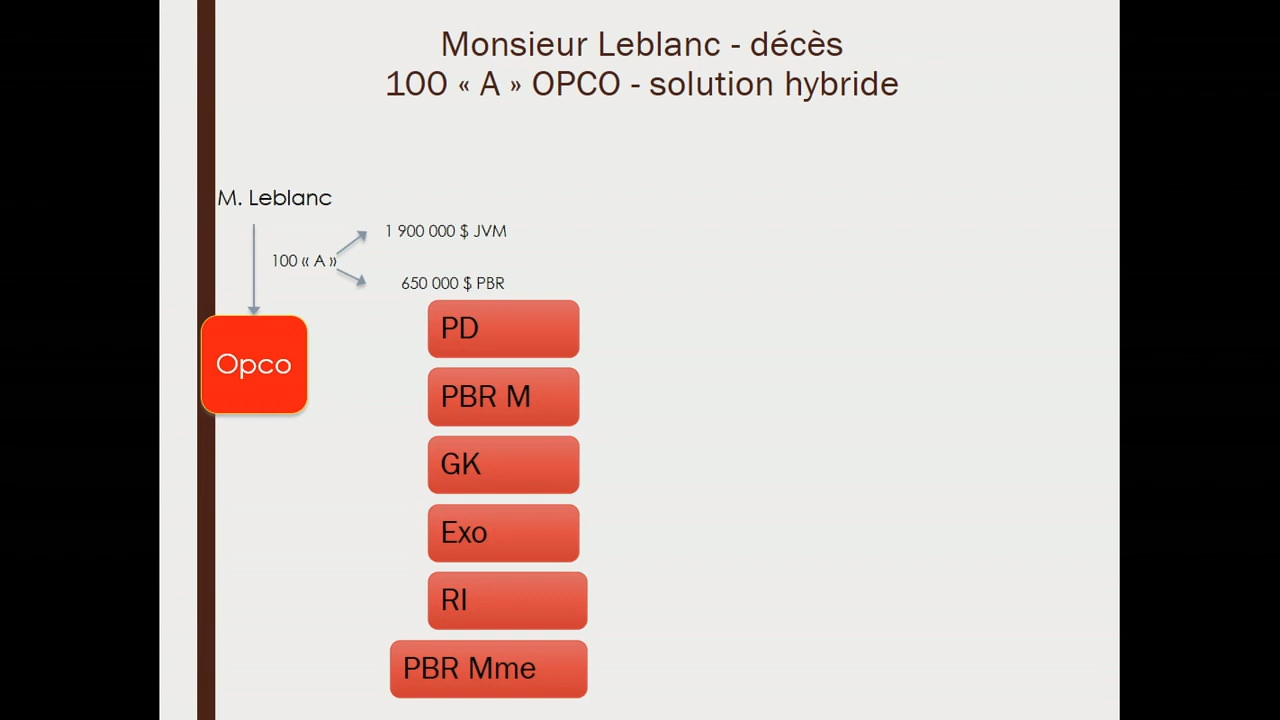 Monsieur Leblanc - décès
100 « A » OPCO - solution hybride
M. Leblanc
1 900 000 $ JVM
100 « A »
650 000 $ PBR
Opco
PD
PBR M
GK
Exo
RI
PBR Mme